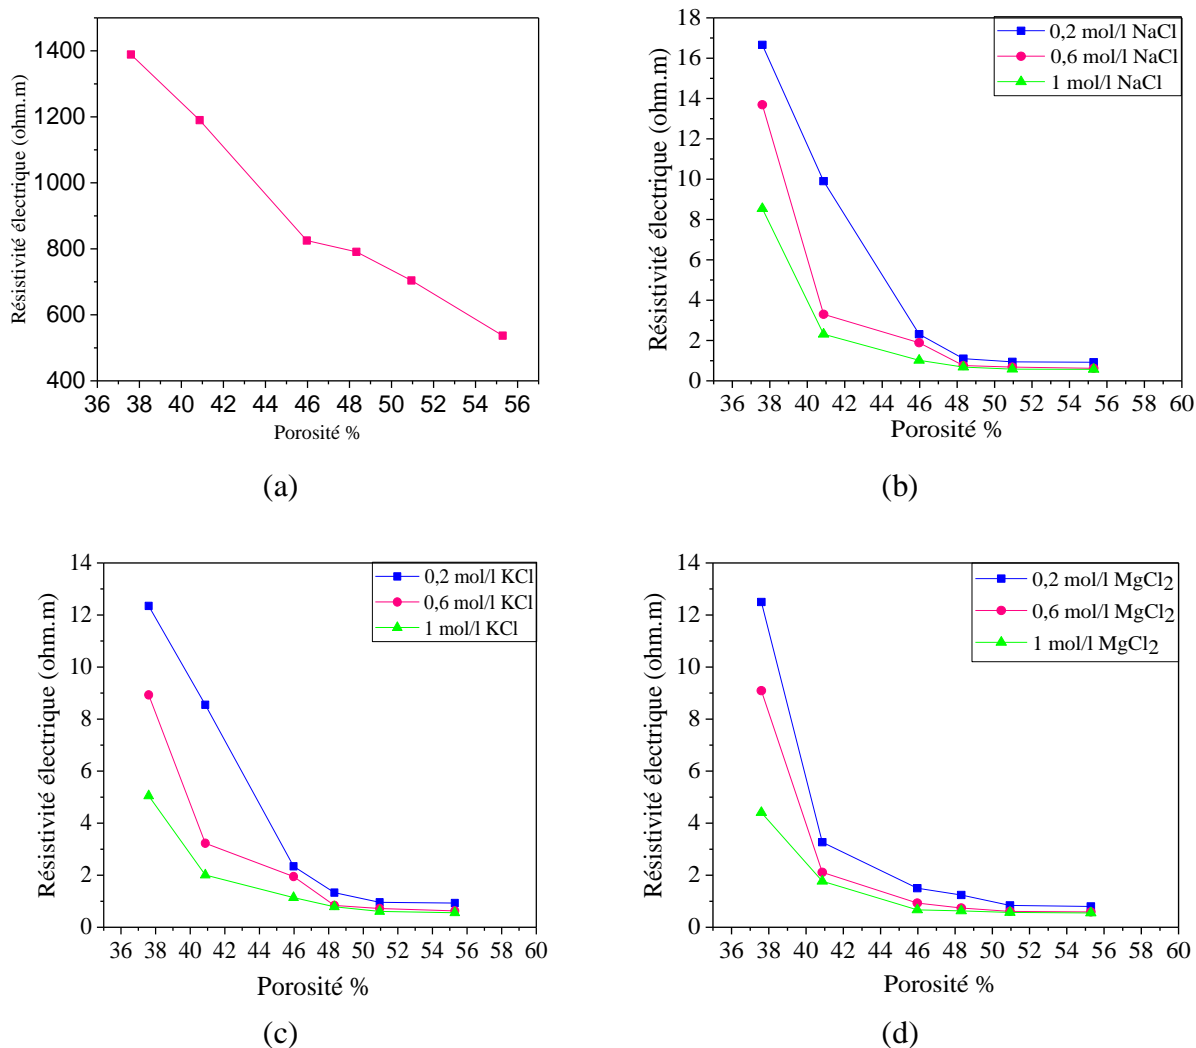 Résistivité électrique (ohm.m)
1400
1200
1000
800
600
400
36 38 40 42 44 46 48 50 52 54 56
Porosité %
(a)
Résistivité électrique (ohm.m)
18
16
14
12
10
8
6
4
2
0
0,2 mol/l NaCl
0,6 mol/l NaCl
1 mol/l NaCl
36 38 40 42 44 46 48 50 52 54 56 58 60
Porosité %
(b)
Résistivité électrique (ohm.m)
14
12
10
8
6
4
2
0
0,2 mol/l KCl
0,6 mol/l KCl
1 mol/l KCl
36 38 40 42 44 46 48 50 52 54 56 58 60
Porosité %
(c)
Résistivité électrique (ohm.m)
14
12
10
8
6
4
2
0
0,2 mol/l MgCl2
0,6 mol/l MgCl2
1 mol/l MgCl2
36 38 40 42 44 46 48 50 52 54 56 58 60
Porosité %
(d)